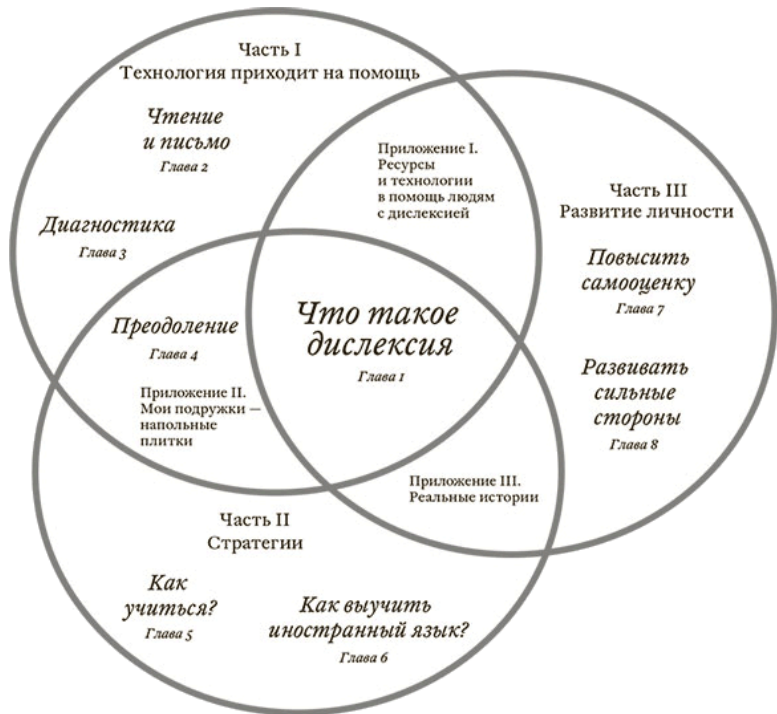 Часть I
Технология приходит на помощь
Чтение
и письмо
Глава 2
Диагностика
Глава 3
Приложение I.
Ресурсы
и технологии
в помощь людям
с дислексией
Часть III
Развитие личности
Повысить
самооценку
Глава 7
Развивать
сильные
стороны
Глава 8
Преодоление
Глава 4
Приложение II.
Мои подружки —
напольные
плитки
Что такое
дислексия
Глава 1
Приложение III.
Реальные истории
Часть II
Стратегии
Как
учиться?
Глава 5
Как выучить
иностранный язык?
Глава 6